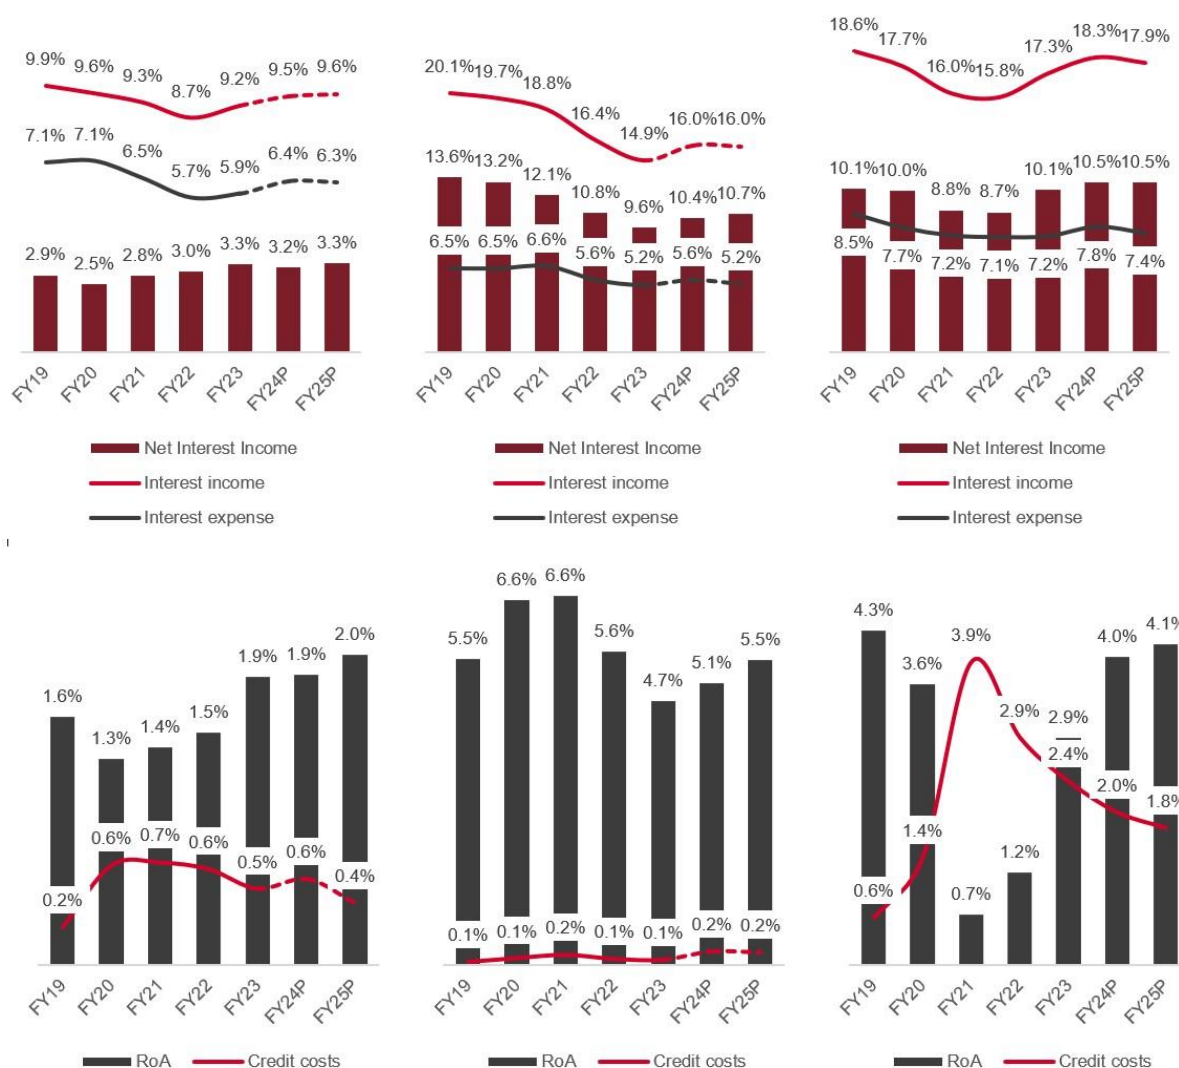 9.9% 9.6% 9.3% 8.7% 9.2% 9.5% 9.6%
7.1% 7.1% 6.5% 5.7% 5.9% 6.4% 6.3%
2.9% 2.5% 2.8% 3.0% 3.3% 3.2% 3.3%
FY19 FY20 FY21 FY22 FY23 FY24P FY25P
Net Interest Income
Interest income
Interest expense
20.1% 19.7% 18.8% 16.4% 14.9% 16.0% 16.0%
13.6% 13.2% 12.1% 10.8% 9.6% 10.4% 10.7%
6.5% 6.5% 6.6% 5.6% 5.2% 5.6% 5.2%
FY19 FY20 FY21 FY22 FY23 FY24P FY25P
Net Interest Income
Interest income
Interest expense
18.6% 17.7% 16.0% 15.8% 17.3% 18.3% 17.9%
10.1% 10.0% 8.8% 8.7% 10.1% 10.5% 10.5%
8.5% 7.7% 7.2% 7.1% 7.2% 7.8% 7.4%
FY19 FY20 FY21 FY22 FY23 FY24P FY25P
Net Interest Income
Interest income
Interest expense
1.6% 1.3% 1.4% 1.5% 1.9% 1.9% 2.0%
0.2% 0.6% 0.7% 0.6% 0.5% 0.6% 0.4%
FY19 FY20 FY21 FY22 FY23 FY24P FY25P
RoA Credit costs
5.5% 6.6% 6.6% 5.6% 4.7% 5.1% 5.5%
0.1% 0.1% 0.2% 0.1% 0.1% 0.2% 0.2%
FY19 FY20 FY21 FY22 FY23 FY24P FY25P
RoA Credit costs
4.3% 3.6% 0.7% 1.2% 2.9% 4.0% 4.1%
0.6% 1.4% 3.9% 2.9% 2.4% 2.0% 1.8%
FY19 FY20 FY21 FY22 FY23 FY24P FY25P
RoA Credit costs